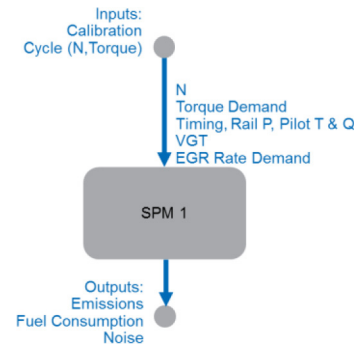 Inputs:
Calibration
Cycle (N,Torque)
N
Torque Demand
Timing, Rail P, Pilot T & Q
VGT
EGR Rate Demand
SPM 1
Outputs:
Emissions
Fuel Consumption
Noise